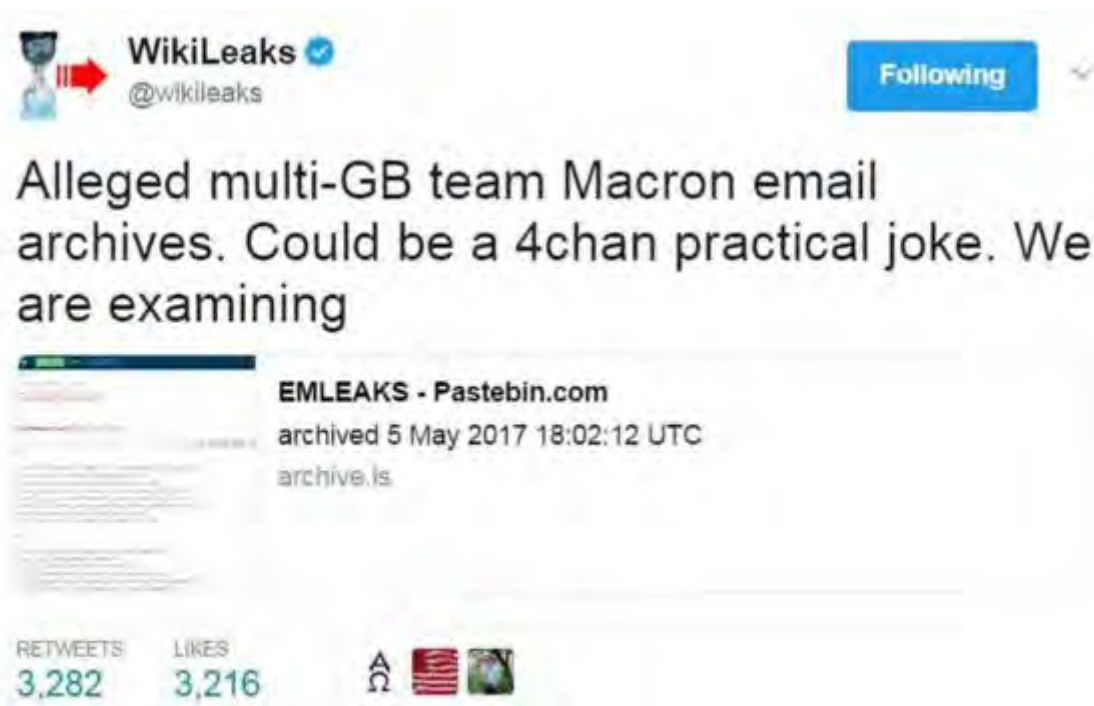 WikiLeaks
@wikileaks
Following
Alleged multi-GB team Macron email
archives. Could be a 4chan practical joke. We
are examining
EMLEAKS - Pastebin.com
archived 5 May 2017 18:02:12 UTC
archive.is
RETWEETS LIKES
3,282 3,216
ΑΩ